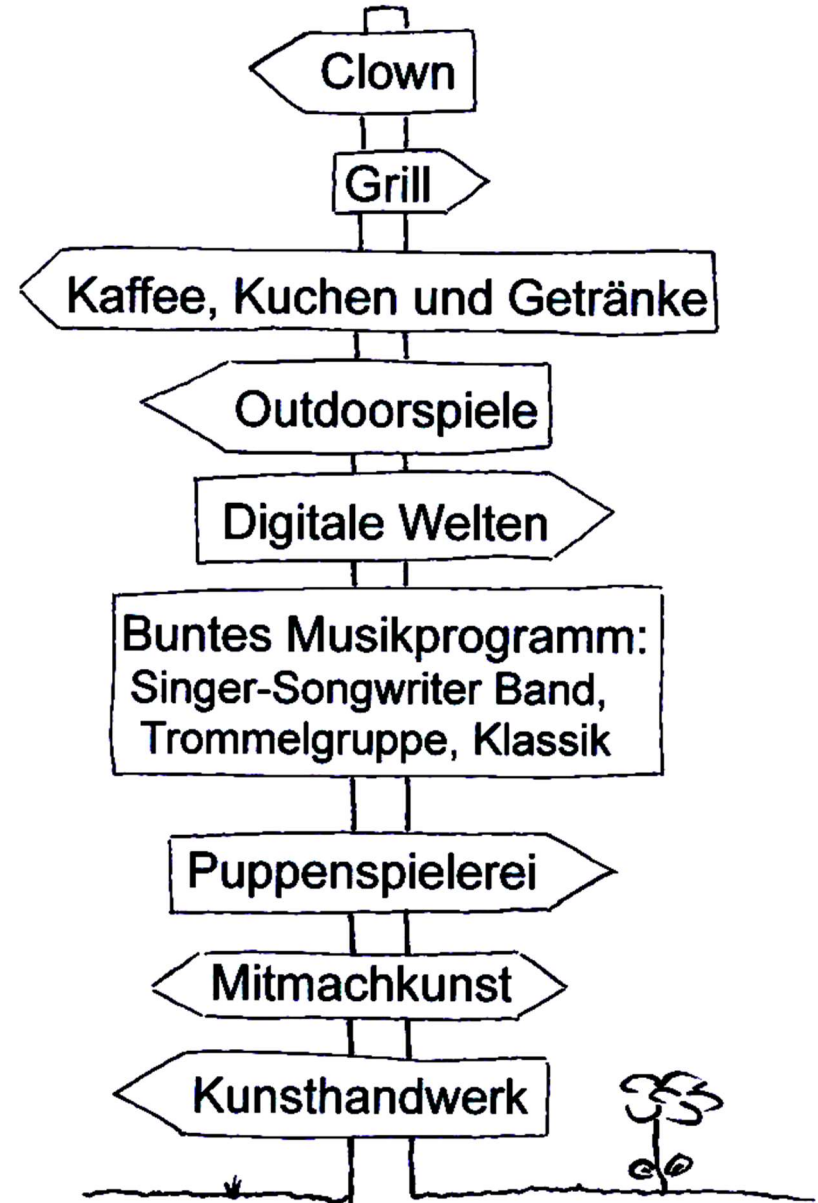 Clown
Grill
Kaffee, Kuchen und Getränke
Outdoorspiele
Digitale Welten
Buntes Musikprogramm:
Singer-Songwriter Band,
Trommelgruppe, Klassik
Puppenspielerei
Mitmachkunst
Kunsthandwerk